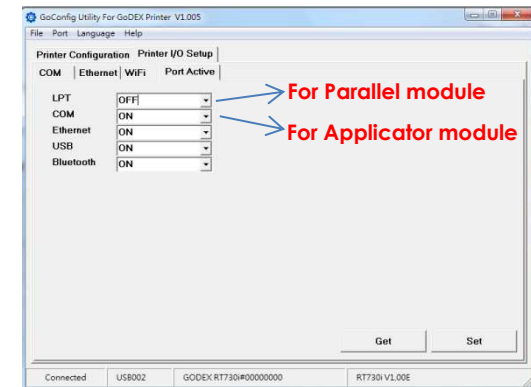 GoConfig Utility For GoDEX Printer V1.005
File Port Language Help
Printer Configuration Printer I/O Setup
COM Ethernet WiFi Port Active
LPT OFF For Parallel module
COM ON For Applicator module
Ethernet ON
USB ON
Bluetooth ON
Get Set
Connected USB002 GODEX RT730i#00000000 RT730i V1.00E